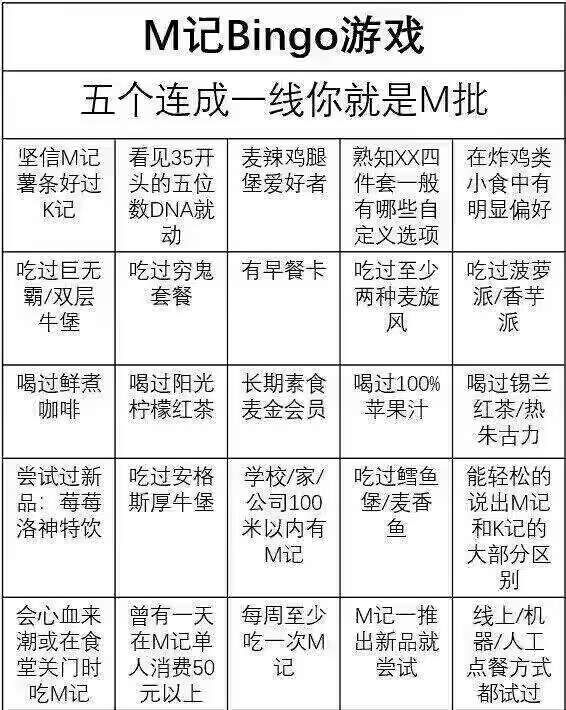 M记Bingo游戏
五个连成一线你就是M批
坚信M记
薯条好过
K记
看见35开
头的五位
数DNA就
动
麦辣鸡腿
堡爱好者
熟知XX四
件套一般
有哪些自
定义选项
在炸鸡类
小食中有
明显偏好
吃过巨无
霸/双层
牛堡
吃过穷鬼
套餐
有早餐卡
吃过至少
两种麦旋
风
吃过菠萝
派/香芋
派
喝过鲜煮
咖啡
喝过阳光
柠檬红茶
长期素食
麦金会员
喝过100%
苹果汁
喝过锡兰
红茶/热
朱古力
尝试过新
品：莓莓
洛神特饮
吃过安格
斯厚牛堡
学校/家/
公司100
米以内有
M记
吃过鳕鱼
堡/麦香
鱼
能轻松的
说出M记
和K记的
大部分区
别
会心血来
潮或在食
堂关门时
吃M记
曾有一天
在M记单
人消费50
元以上
每周至少
吃一次M
记
M记一推
出新品就
尝试
线上/机
器/人工
点餐方式
都试过